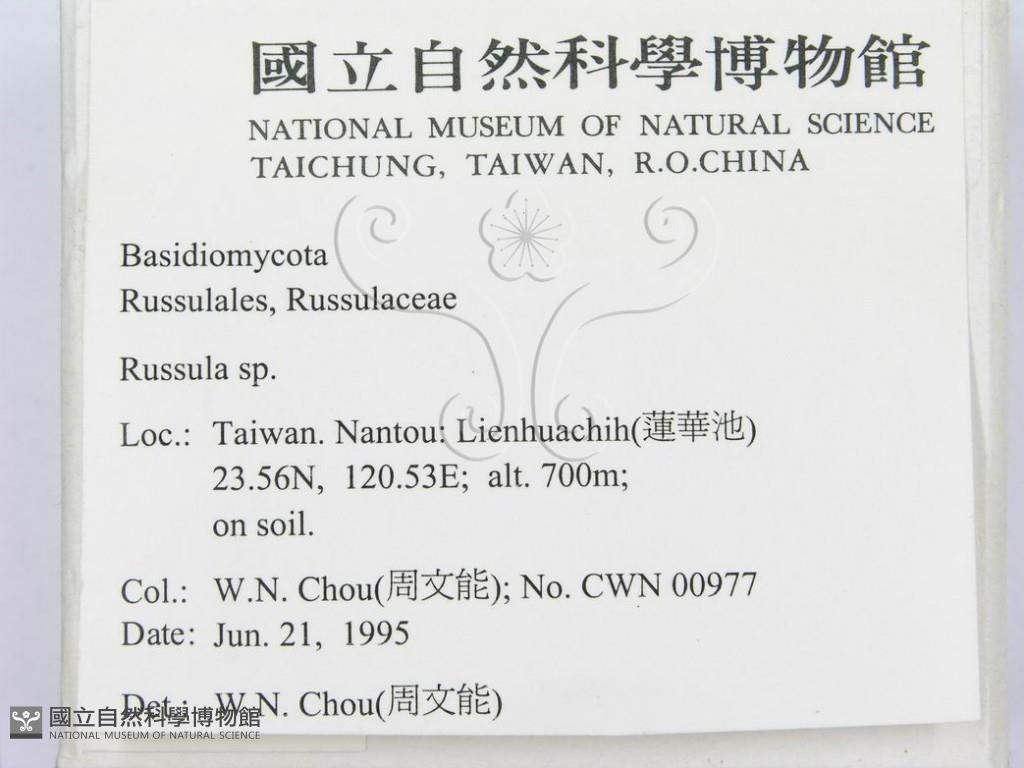 國立自然科學博物館
NATIONAL MUSEUM OF NATURAL SCIENCE
TAICHUNG, TAIWAN, R.O.CHINA
Basidiomycota
Russulales, Russulaceae
Russula sp.
Loc.: Taiwan. Nantou: Lienhuachih(蓮華池)
23.56N, 120.53E; alt. 700m;
on soil.
Col.: W.N. Chou(周文能); No. CWN 00977
Date: Jun. 21, 1995
Det.: W.N. Chou(周文能)
國立自然科學博物館
NATIONAL MUSEUM OF NATURAL SCIENCE